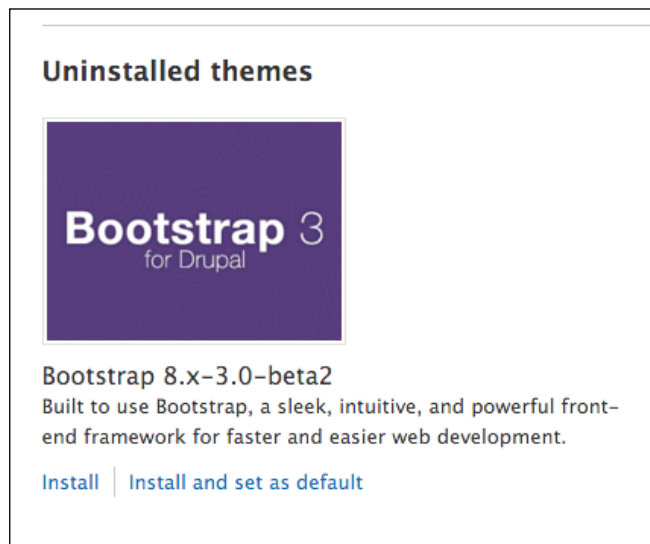 Uninstalled themes
Bootstrap 3
for Drupal
Bootstrap 8.x-3.0-beta2
Built to use Bootstrap, a sleek, intuitive, and powerful front-
end framework for faster and easier web development.
Install Install and set as default